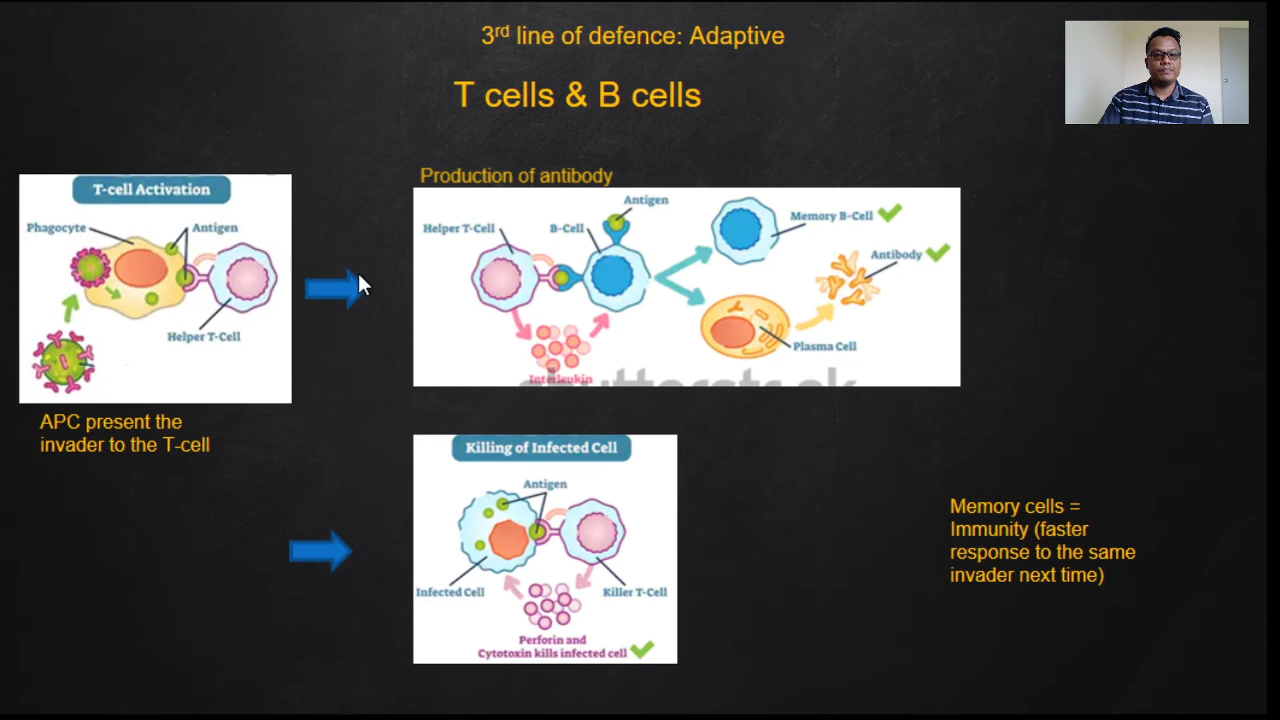 3rd line of defence: Adaptive
T cells & B cells
T-cell Activation
Phagocyte
Antigen
Helper T-Cell
APC present the
invader to the T-cell
Production of antibody
Antigen
Helper T-Cell
B-Cell
Memory B-Cell
Antibody
Plasma Cell
Interleukin
Killing of Infected Cell
Antigen
Infected Cell
Killer T-Cell
Perforin and
Cytotoxin kills infected cell
Memory cells =
Immunity (faster
response to the same
invader next time)